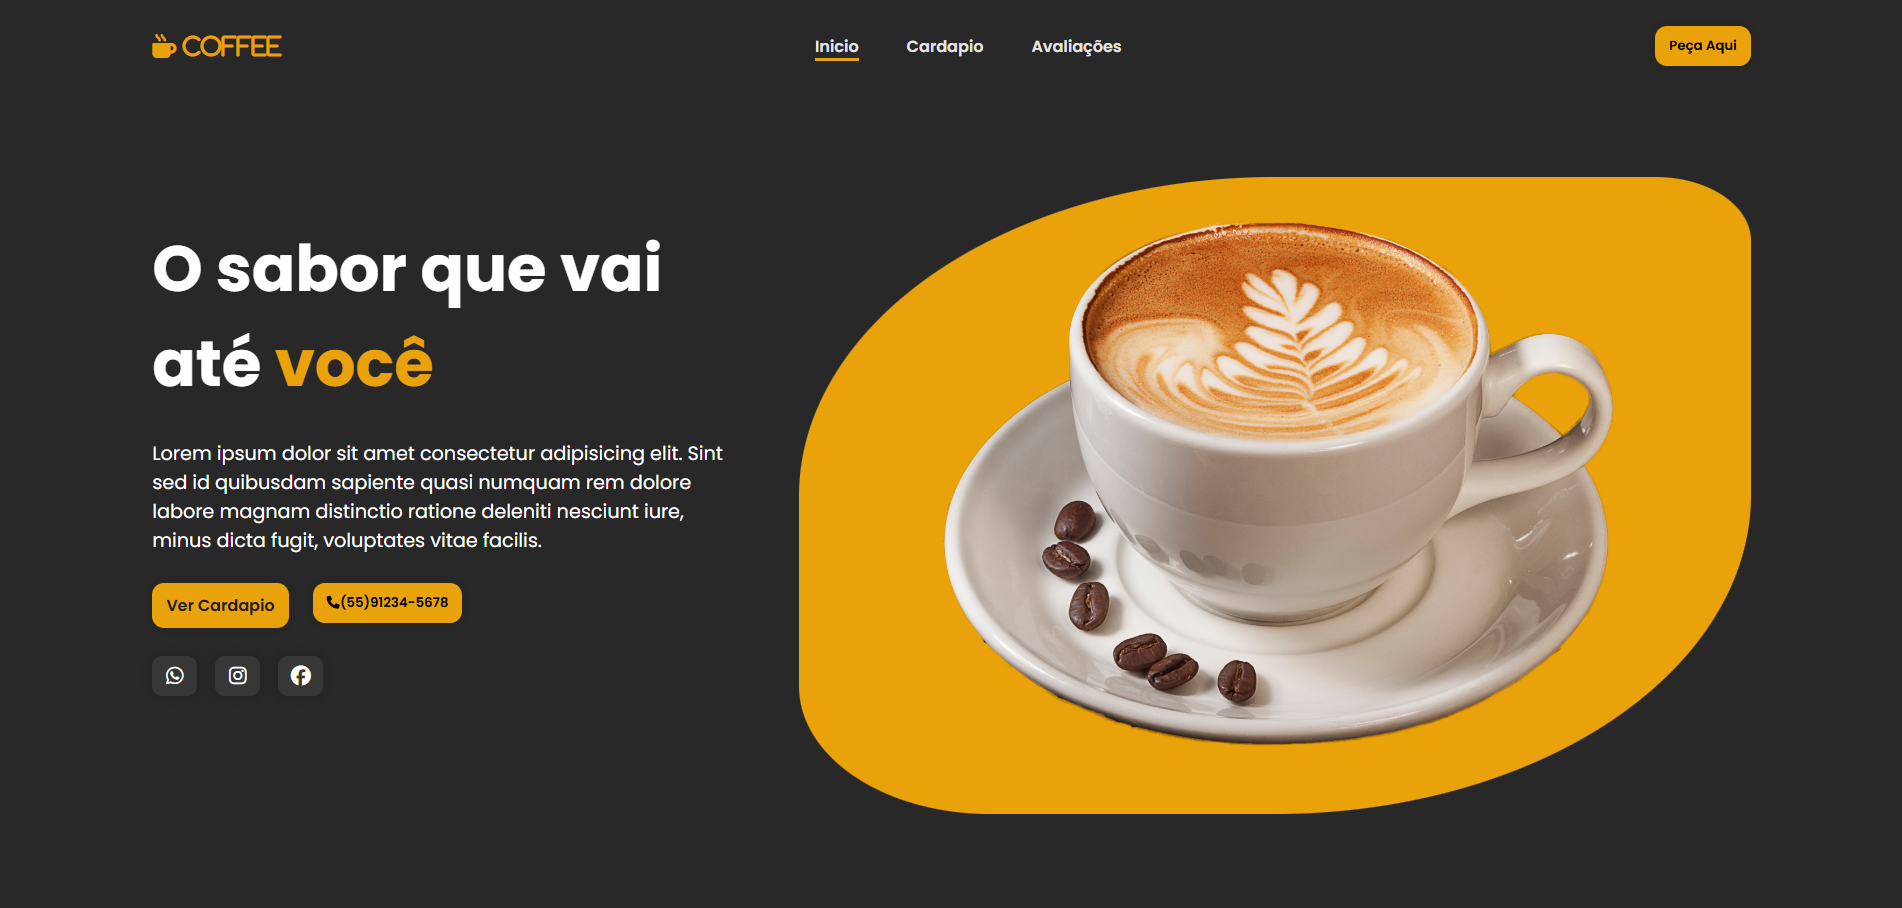 COFFEE
Inicio
Cardapio
Avaliações
Peça Aqui
O sabor que vai
até você
Lorem ipsum dolor sit amet consectetur adipisicing elit. Sint
sed id quibusdam sapiente quasi numquam rem dolore
labore magnam distinctio ratione deleniti nesciunt iure,
minus dicta fugit, voluptates vitae facilis.
Ver Cardapio
(55)91234-5678